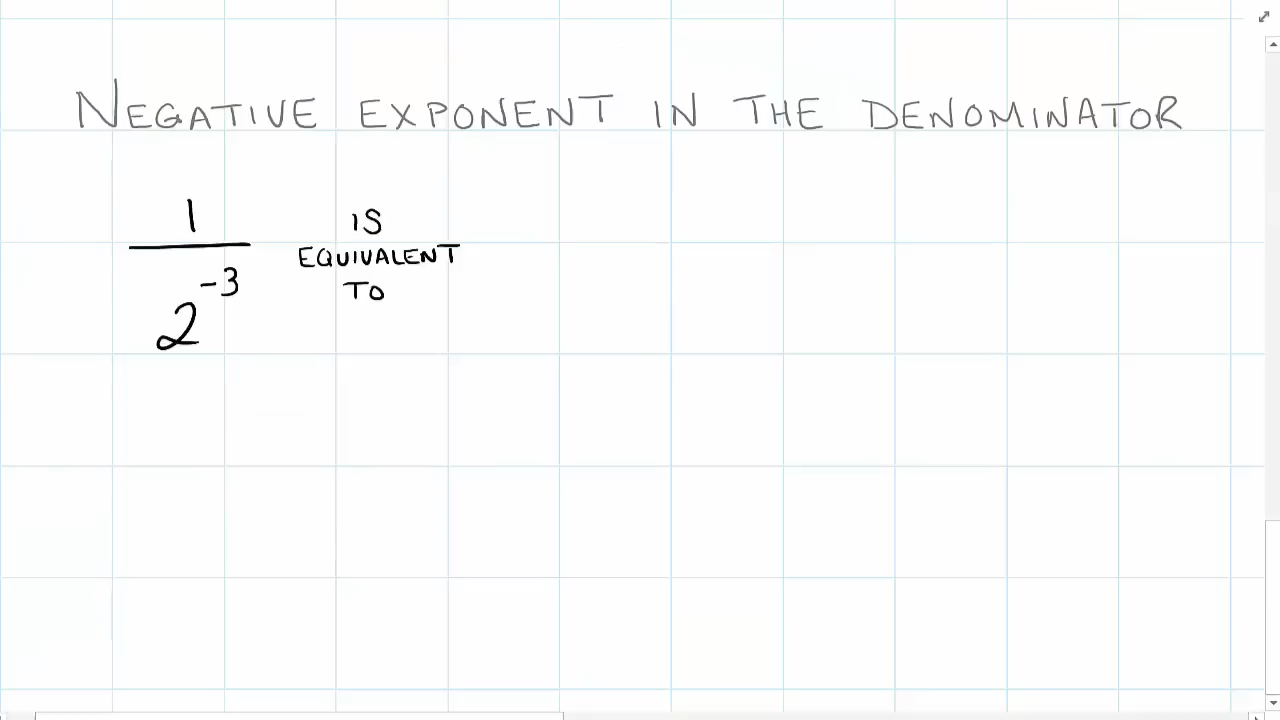 NEGATIVE EXPONENT IN THE DENOMINATOR
1
2^-3
IS
EQUIVALENT
TO